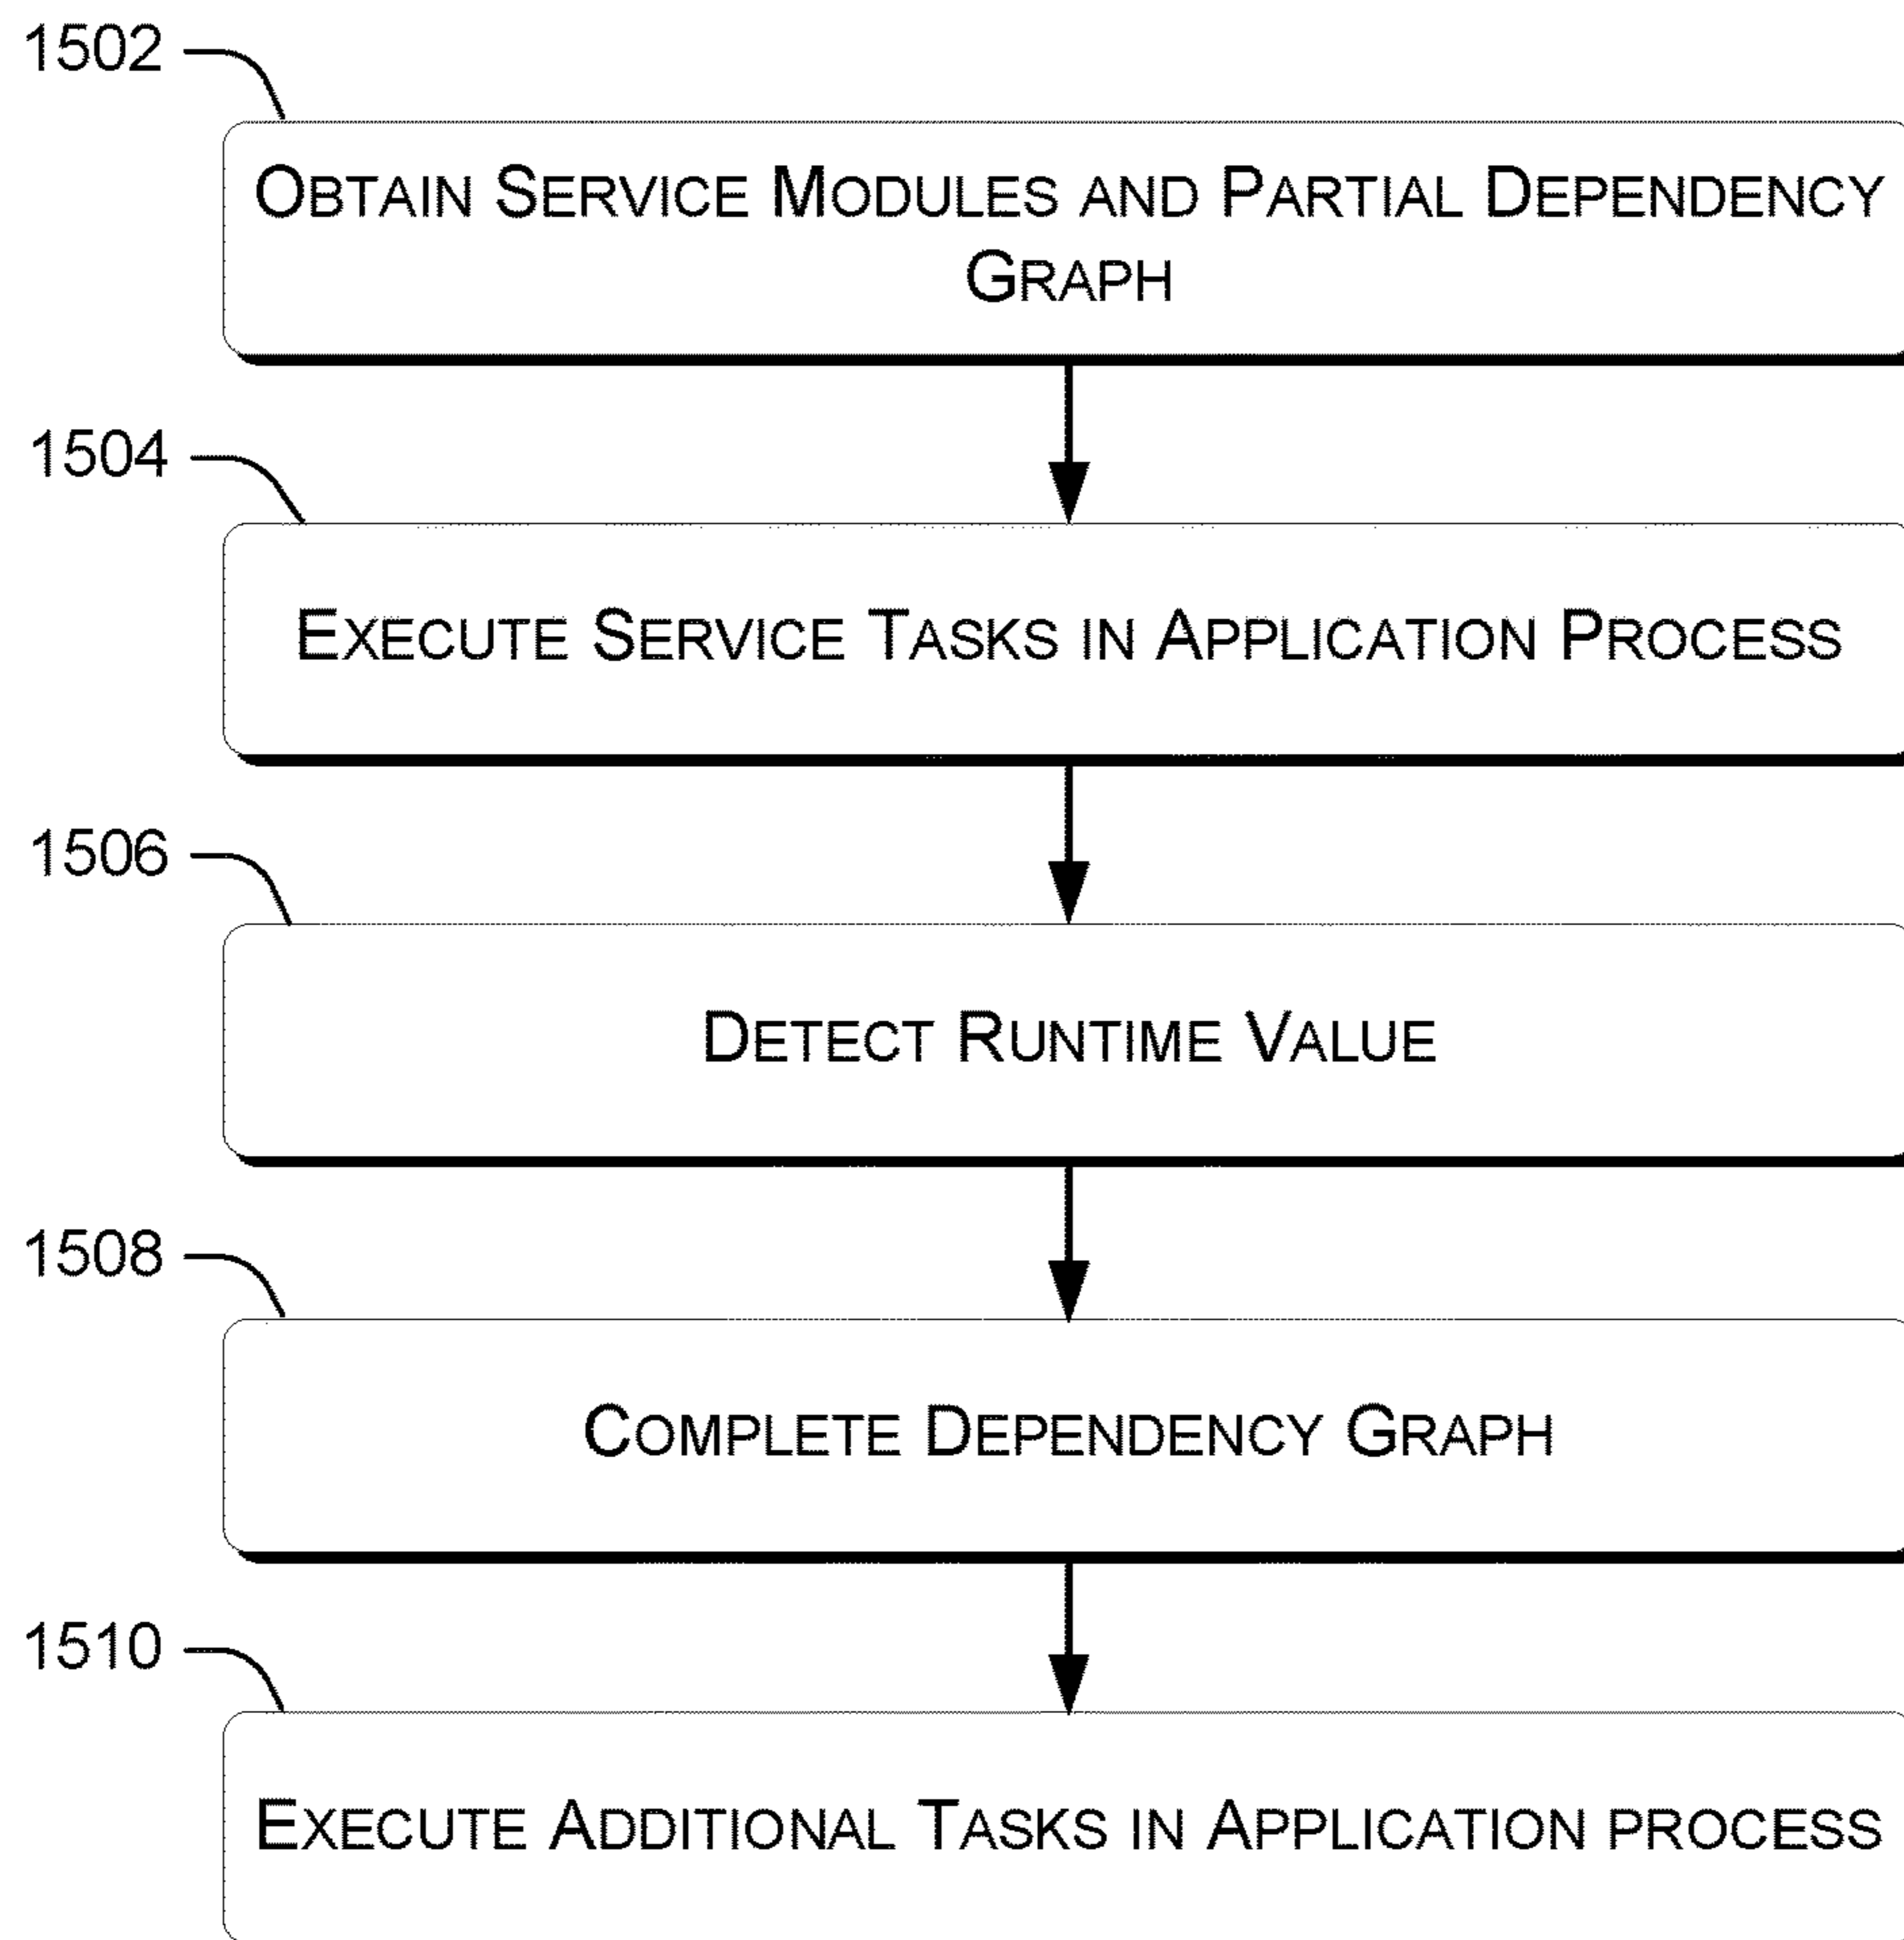 1502
OBTAIN SERVICE MODULES AND PARTIAL DEPENDENCY
GRAPH
1504
EXECUTE SERVICE TASKS IN APPLICATION PROCESS
1506
DETECT RUNTIME VALUE
1508
COMPLETE DEPENDENCY GRAPH
1510
EXECUTE ADDITIONAL TASKS IN APPLICATION PROCESS